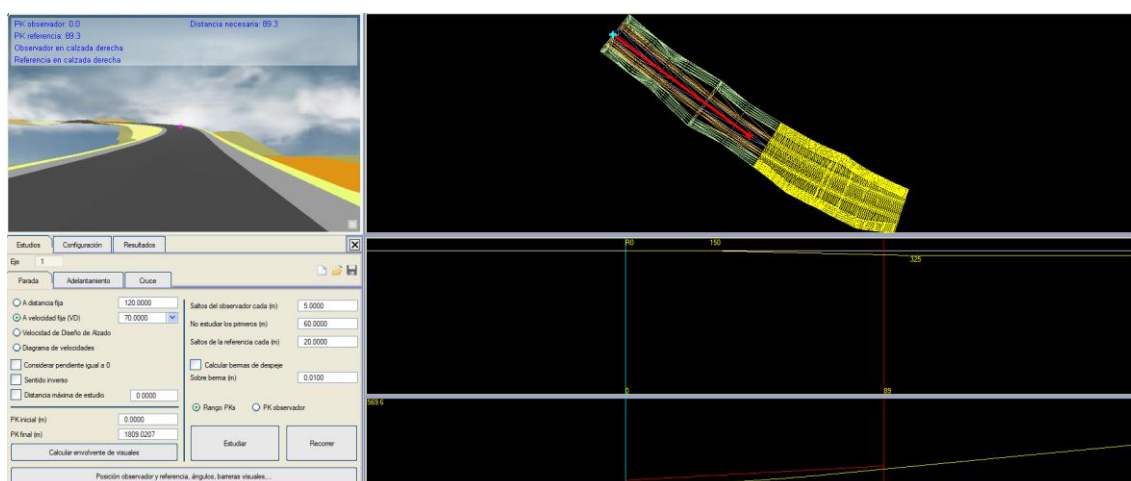 PK observador: 0.0 Distancia necesaria: 89.3
PK referencia: 89.3
Observador en calzada derecha
Referencia en calzada derecha
Estudios Configuración Resultados
Eje 1
Parada Adelantamiento Cruce
A distancia fija 120.0000
A velocidad fija (VD) 70.0000
Velocidad de Diseño de Alzado
Diagrama de velocidades
Considerar pendiente igual a 0
Sentido inverso
Distancia máxima de estudio 0.0000
PK inicial (m) 0.0000
PK final (m) 1809.0207
Calcular envolvente de visuales
Saltos del observador cada (m) 5.0000
No estudiar los primeros (m) 60.0000
Saltos de la referencia cada (m) 20.0000
Calcular bermas de despeje
Sobre berma (m) 0.0100
Rango PKs PK observador
Estudiar Recorrer
Posición observador y referencia, ángulos, barreras visuales,...
R0 150
325
0 89
569.6